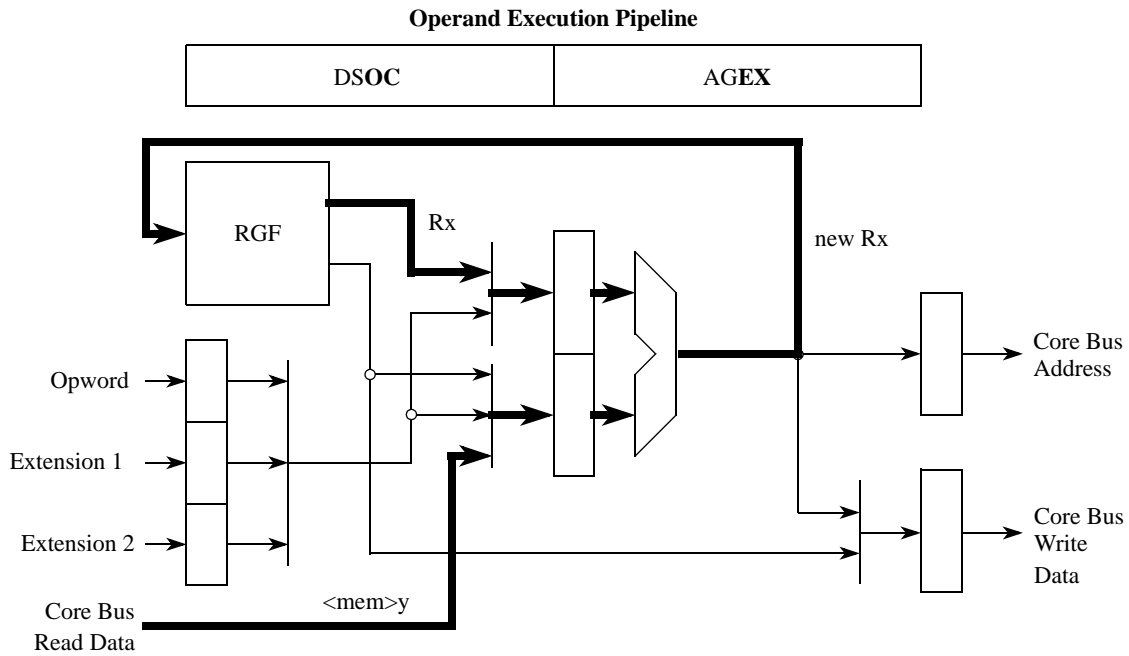 Operand Execution Pipeline
DSOC
AGEX
RGF
Rx
new Rx
Opword
Extension 1
Extension 2
Core Bus
Read Data
<mem>y
Core Bus
Address
Core Bus
Write
Data